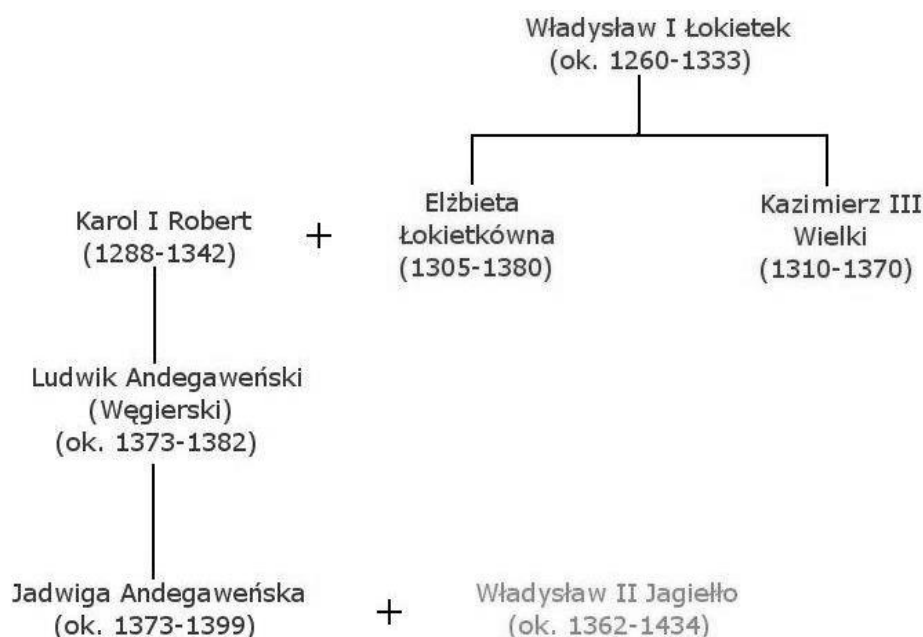 Władysław I Łokietek
(ok. 1260-1333)
Karol I Robert
(1288-1342)
+
Elżbieta
Łokietkówna
(1305-1380)
Kazimierz III
Wielki
(1310-1370)
Ludwik Andegaweński
(Węgierski)
(ok. 1373-1382)
Jadwiga Andegaweńska
(ok. 1373-1399)
+
Władysław II Jagiełło
(ok. 1362-1434)